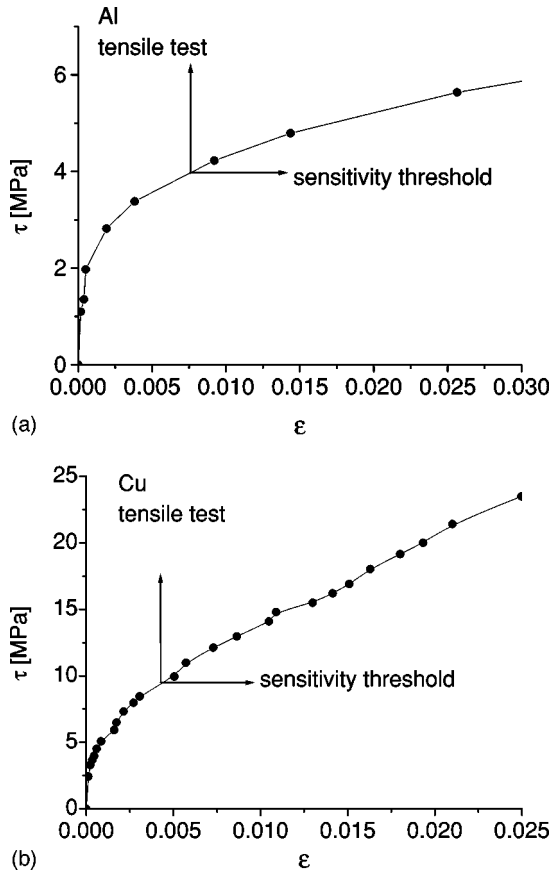 Al
tensile test
6
sensitivity threshold
4
τ [MPa]
2
0
0.000 0.005 0.010 0.015 0.020 0.025 0.030
(a)
ε
25
Cu
tensile test
20
15
τ [MPa]
10
sensitivity threshold
5
0
0.000 0.005 0.010 0.015 0.020 0.025
(b)
ε